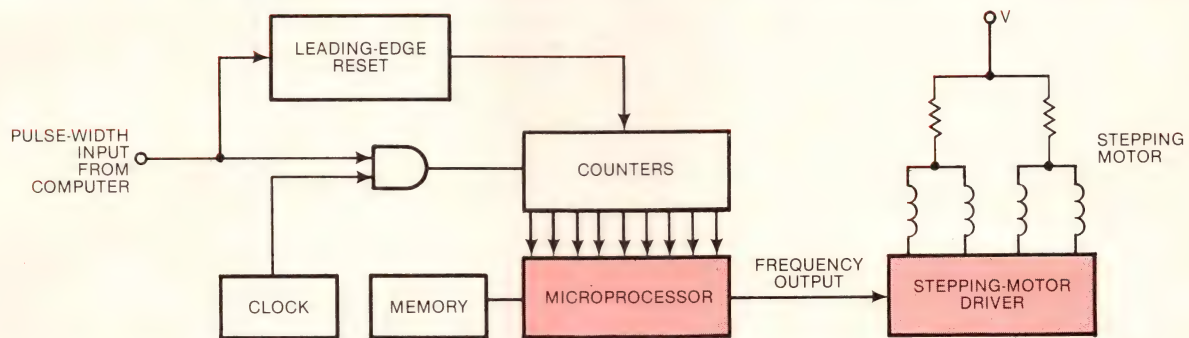 V
LEADING-EDGE
RESET
PULSE-WIDTH
INPUT
FROM
COMPUTER
STEPPING
MOTOR
COUNTERS
FREQUENCY
OUTPUT
CLOCK
MEMORY
MICROPROCESSOR
STEPPING-MOTOR
DRIVER